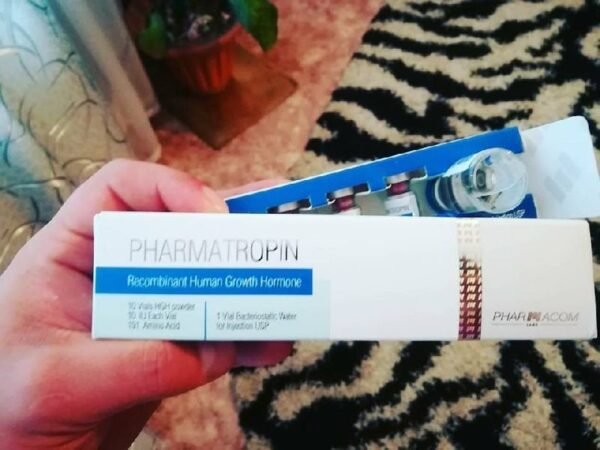 PHARMATROPIN
Recombinant Human Growth Hormone
10 Vials HGH powder
10 IU Each Vial
191 Amino Acid
1 Vial Bacteriostatic Water
for Injection USP
PHARMACOM
LABS